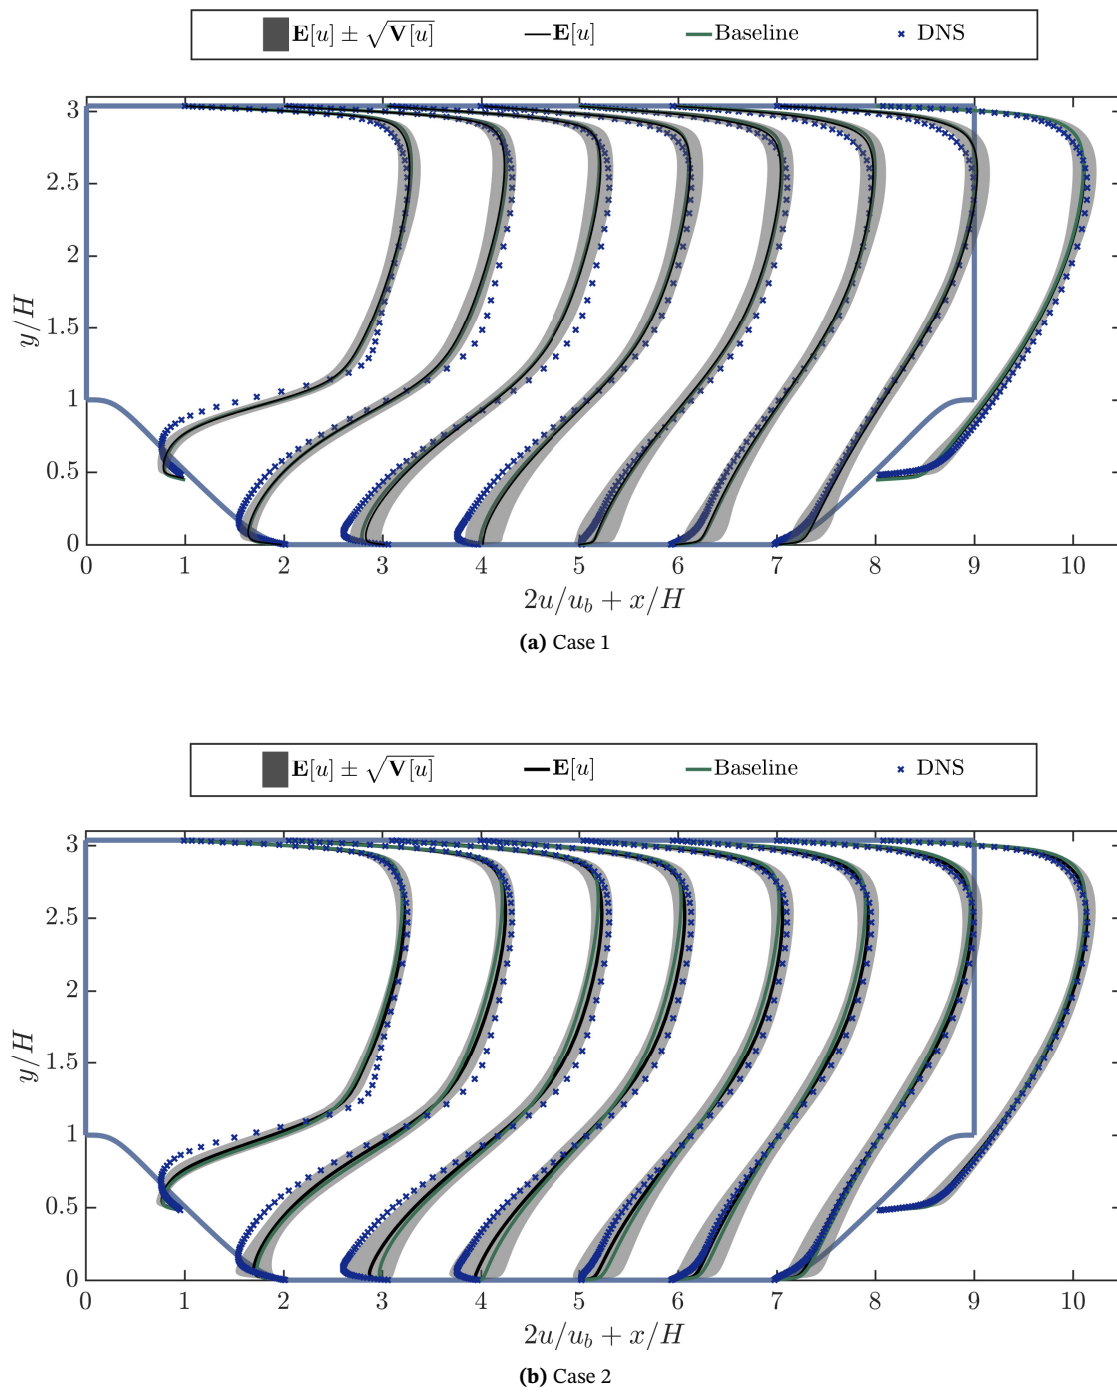 E[u] ± √V[u] E[u] Baseline DNS
3
2.5
2
1.5
1
0.5
0
y/H
0 1 2 3 4 5 6 7 8 9 10
2u/u_b + x/H
(a) Case 1
E[u] ± √V[u] E[u] Baseline DNS
3
2.5
2
1.5
1
0.5
0
y/H
0 1 2 3 4 5 6 7 8 9 10
2u/u_b + x/H
(b) Case 2